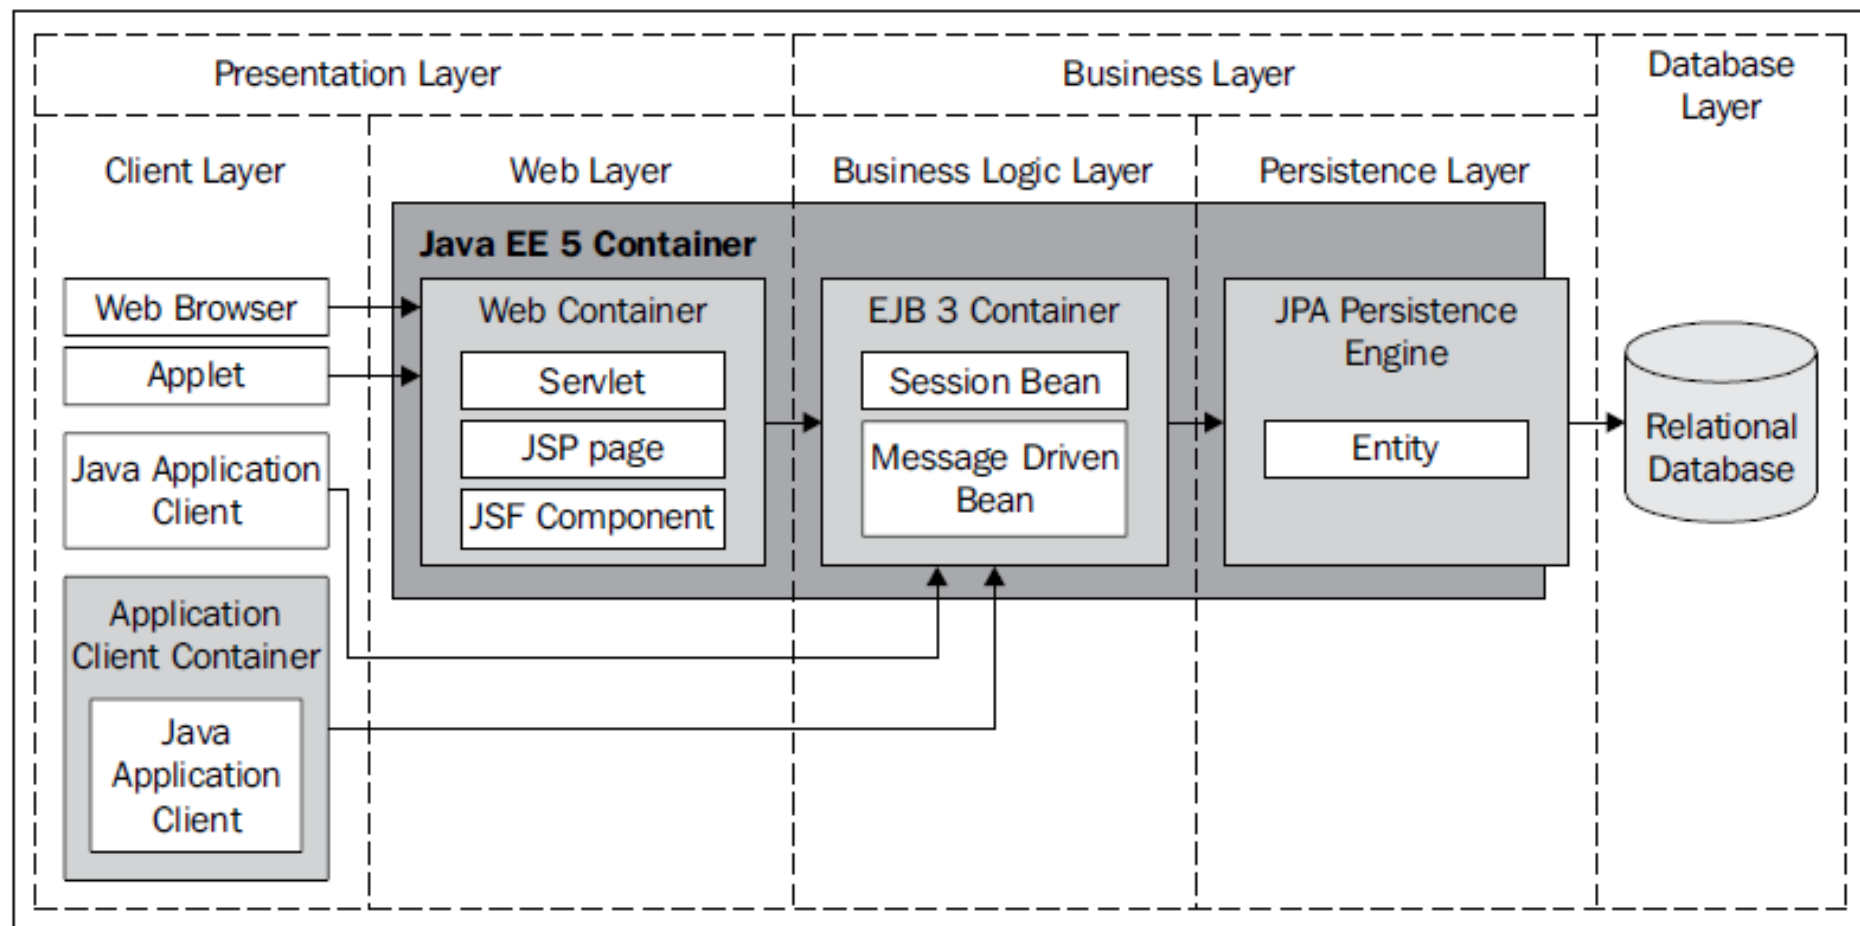 Presentation Layer
Business Layer
Database
Layer
Client Layer
Web Layer
Business Logic Layer
Persistence Layer
Java EE 5 Container
Web Browser
Applet
Java Application
Client
Application
Client Container
Java
Application
Client
Web Container
Servlet
JSP page
JSF Component
EJB 3 Container
Session Bean
Message Driven
Bean
JPA Persistence
Engine
Entity
Relational
Database